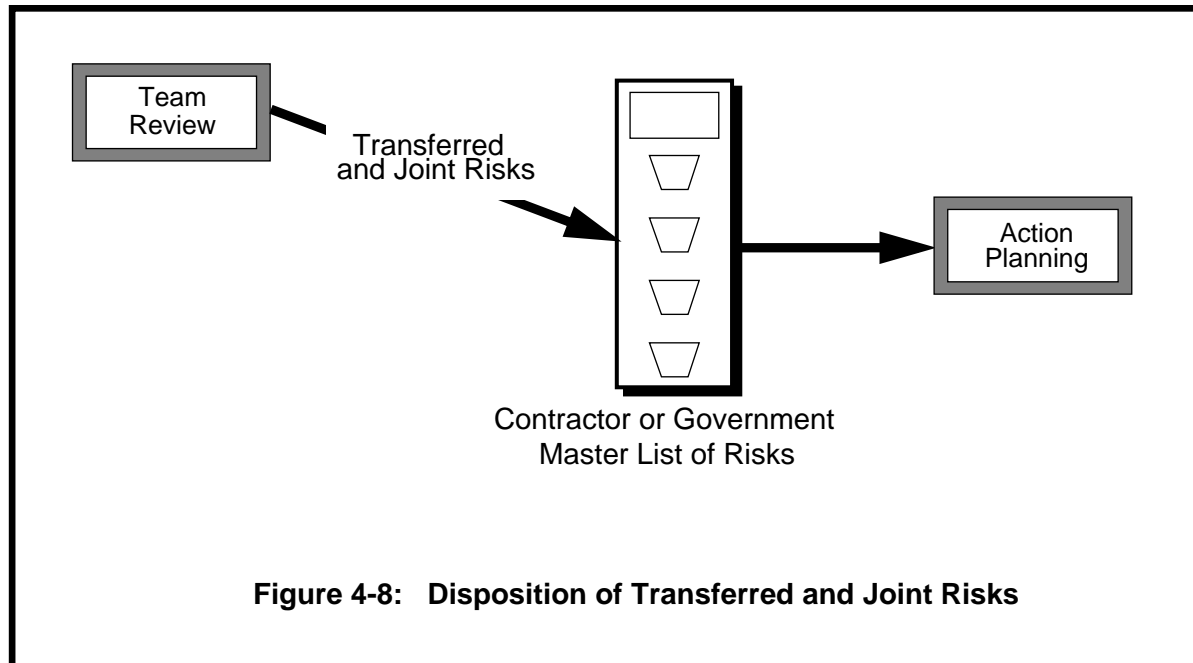 Team
Review
Transferred
and Joint Risks
Action
Planning
Contractor or Government
Master List of Risks
Figure 4-8: Disposition of Transferred and Joint Risks